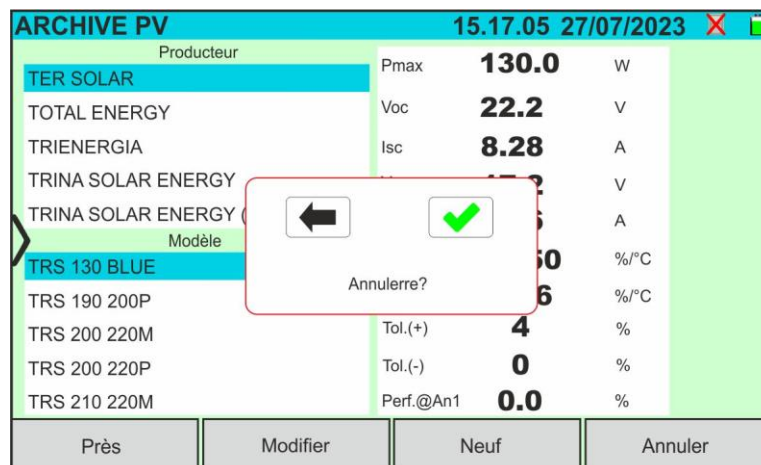 ARCHIVE PV 15.17.05 27/07/2023
Producteur
TER SOLAR
TOTAL ENERGY
TRIENERGIA
TRINA SOLAR ENERGY
TRINA SOLAR ENERGY (
Modèle
TRS 130 BLUE
TRS 190 200P
TRS 200 220M
TRS 200 220P
TRS 210 220M
Pmax 130.0 W
Voc 22.2 V
Isc 8.28 A
V
A
%/°C
%/°C
Tol.(+) 4 %
Tol.(-) 0 %
Perf.@An1 0.0 %
Annulerre?
Près Modifier Neuf Annuler